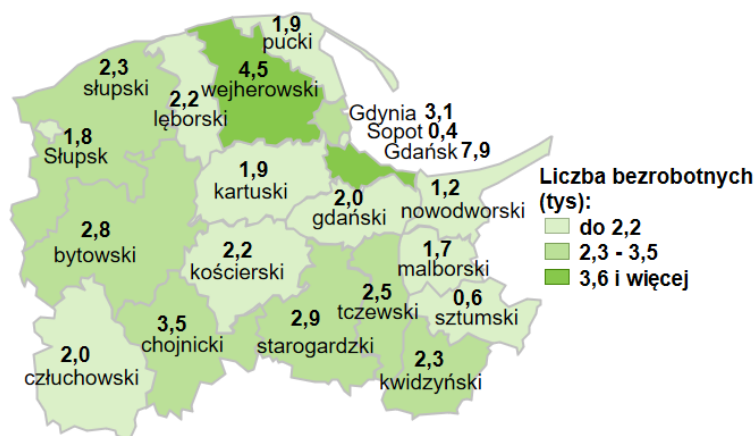 1,9
pucki
2,3
słupski
4,5
wejherowski
2,2
lęborski
Gdynia 3,1
Sopot 0,4
Gdańsk 7,9
1,8
Słupsk
1,9
kartuski
2,0
gdański
1,2
nowodworski
Liczba bezrobotnych
(tys):
do 2,2
2,3 - 3,5
3,6 i więcej
2,8
bytowski
2,2
kościerski
1,7
malborski
2,5
tczewski
0,6
sztumski
3,5
chojnicki
2,9
starogardzki
2,0
człuchowski
2,3
kwidzyński